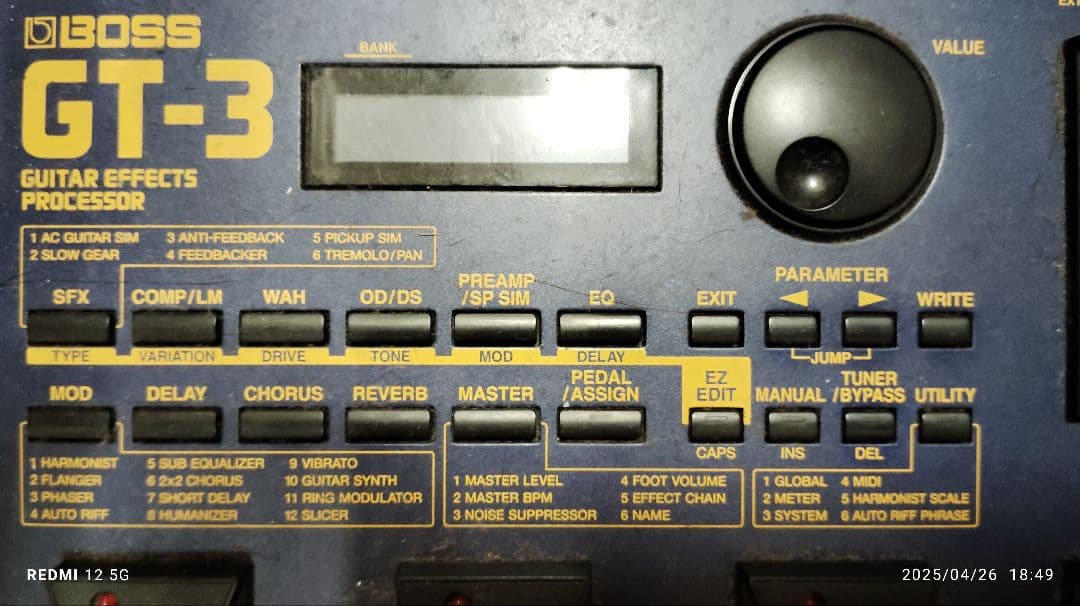 BOSS
GT-3
GUITAR EFFECTS
PROCESSOR
BANK
VALUE
1 AC GUITAR SIM 3 ANTI-FEEDBACK 5 PICKUP SIM
2 SLOW GEAR 4 FEEDBACKER 6 TREMOLO/PAN
SFX COMP/LM WAH OD/DS PREAMP /SP SIM EQ EXIT PARAMETER WRITE
TYPE VARIATION DRIVE TONE MOD DELAY JUMP
MOD DELAY CHORUS REVERB MASTER PEDAL /ASSIGN EZ EDIT MANUAL TUNER /BYPASS UTILITY
CAPS INS DEL
1 HARMONIST 5 SUB EQUALIZER 9 VIBRATO
2 FLANGER 6 2x2 CHORUS 10 GUITAR SYNTH
3 PHASER 7 SHORT DELAY 11 RING MODULATOR
4 AUTO RIFF 8 HUMANIZER 12 SLICER
1 MASTER LEVEL 4 FOOT VOLUME
2 MASTER BPM 5 EFFECT CHAIN
3 NOISE SUPPRESSOR 6 NAME
1 GLOBAL 4 MIDI
2 METER 5 HARMONIST SCALE
3 SYSTEM 6 AUTO RIFF PHRASE
REDMI 12 5G
2025/04/26 18:49